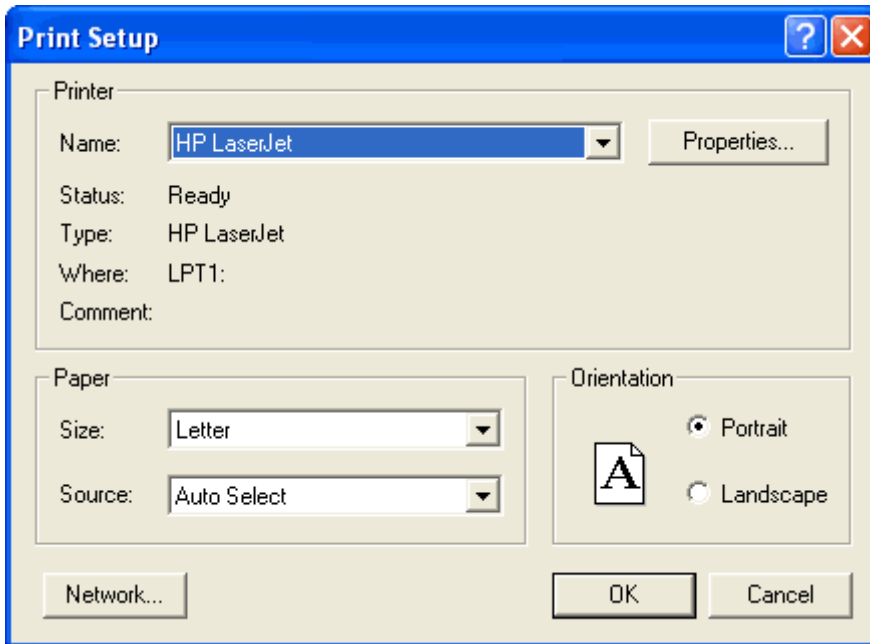 Print Setup
Printer
Name: HP LaserJet Properties...
Status: Ready
Type: HP LaserJet
Where: LPT1:
Comment:
Paper
Size: Letter
Source: Auto Select
Orientation
A
Portrait
Landscape
Network... OK Cancel